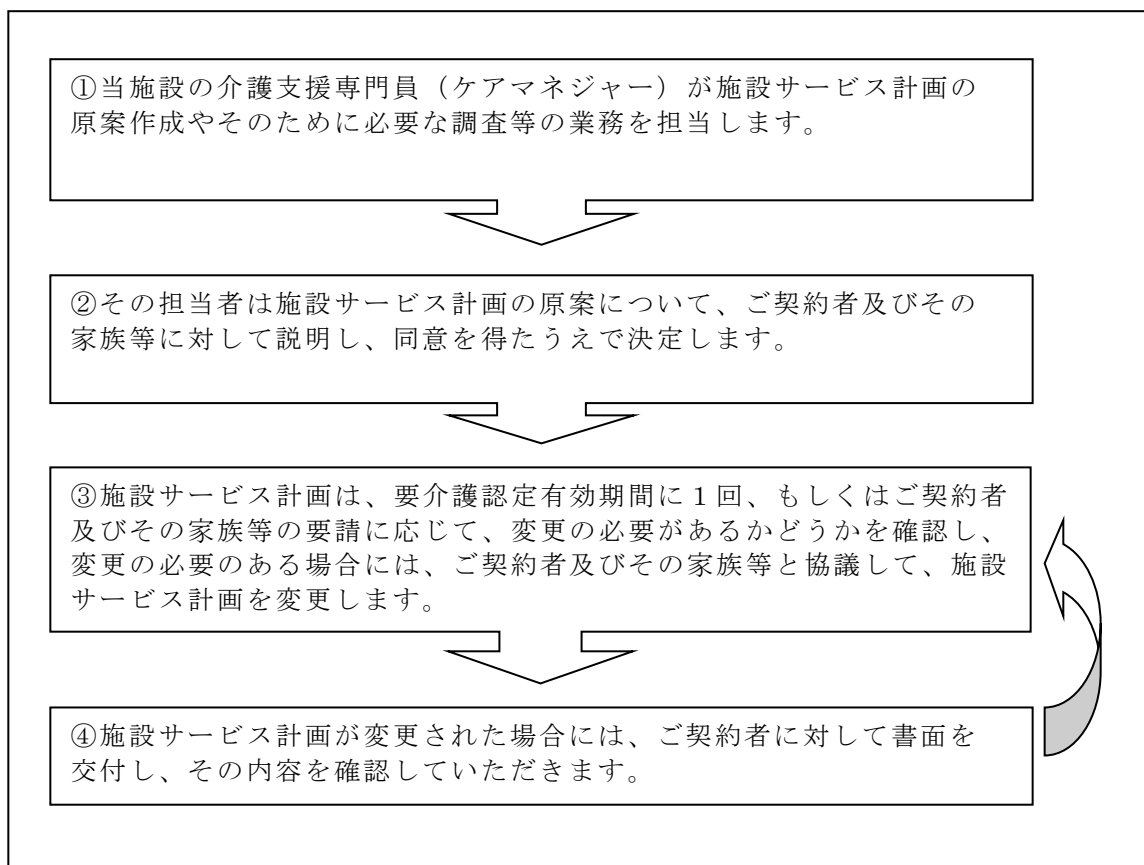 ①当施設の介護支援専門員（ケアマネジャー）が施設サービス計画の
原案作成やそのために必要な調査等の業務を担当します。
②その担当者は施設サービス計画の原案について、ご契約者及びその
家族等に対して説明し、同意を得たうえで決定します。
③施設サービス計画は、要介護認定有効期間に１回、もしくはご契約者
及びその家族等の要請に応じて、変更の必要があるかどうかを確認し、
変更の必要のある場合には、ご契約者及びその家族等と協議して、施設
サービス計画を変更します。
④施設サービス計画が変更された場合には、ご契約者に対して書面を
交付し、その内容を確認していただきます。